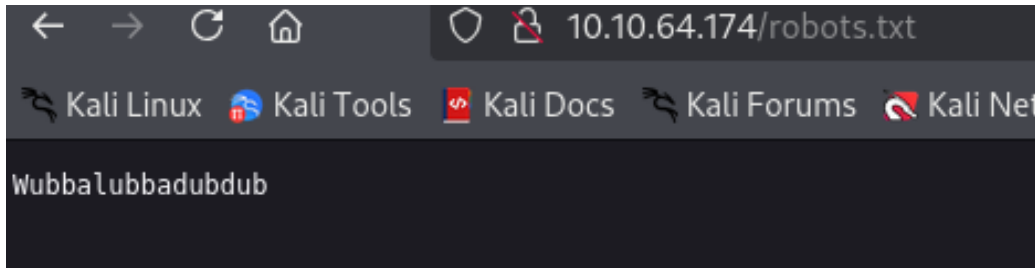 10.10.64.174/robots.txt
Kali Linux Kali Tools Kali Docs Kali Forums Kali Net
Wubbalubbadubdub